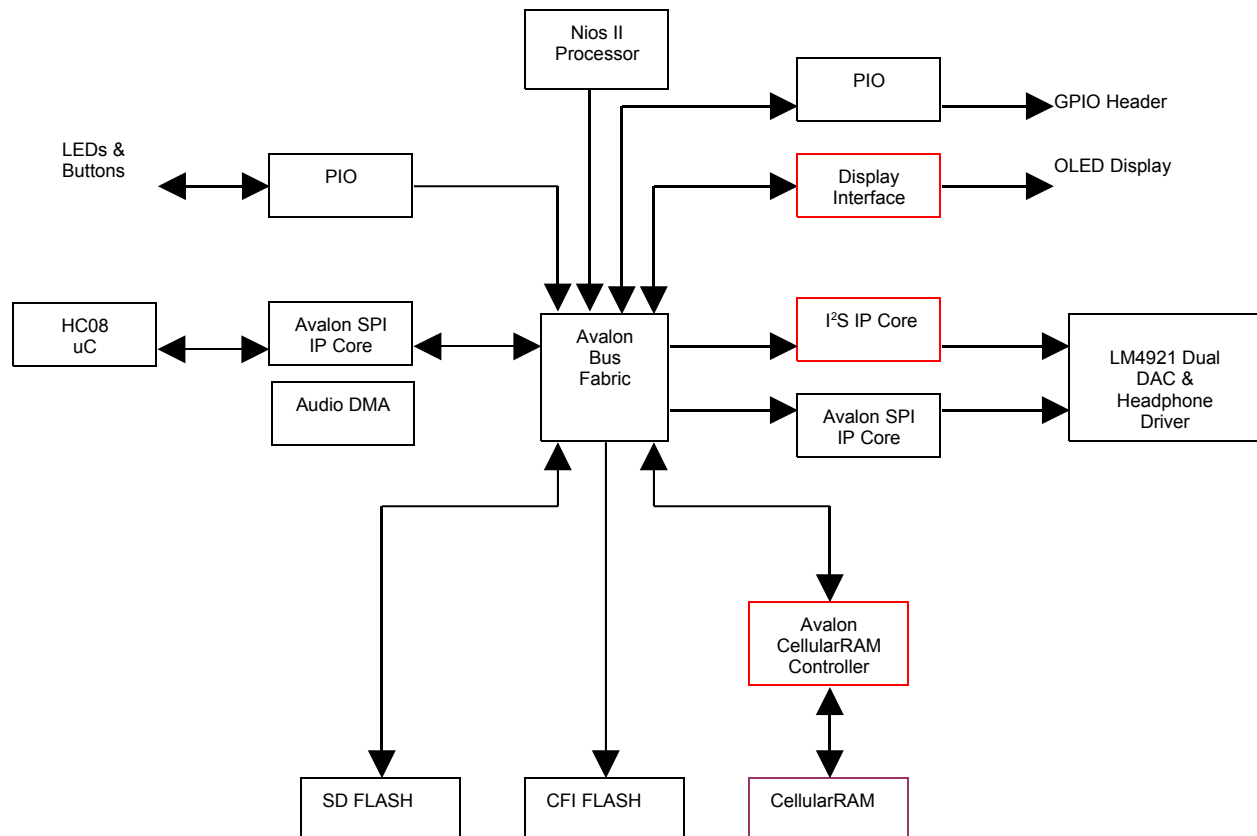 Nios II
Processor
PIO
GPIO Header
LEDs &
Buttons
PIO
Display
Interface
OLED Display
HC08
uC
Avalon SPI
IP Core
Audio DMA
Avalon
Bus
Fabric
I²S IP Core
Avalon SPI
IP Core
LM4921 Dual
DAC &
Headphone
Driver
Avalon
CellularRAM
Controller
SD FLASH
CFI FLASH
CellularRAM